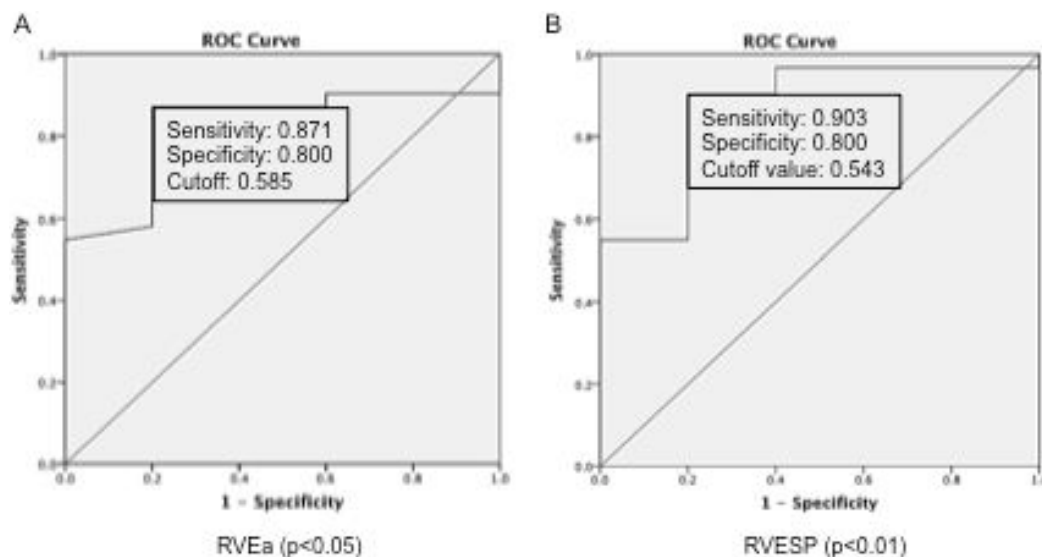 A
ROC Curve
1.0
0.8
0.6
0.4
0.2
0.0
Sensitivity
Sensitivity: 0.871
Specificity: 0.800
Cutoff: 0.585
0.0 0.2 0.4 0.6 0.8 1.0
1 - Specificity
RVEa (p<0.05)
B
ROC Curve
1.0
0.8
0.6
0.4
0.2
0.0
Sensitivity
Sensitivity: 0.903
Specificity: 0.800
Cutoff value: 0.543
0.0 0.2 0.4 0.6 0.8 1.0
1 - Specificity
RVESP (p<0.01)